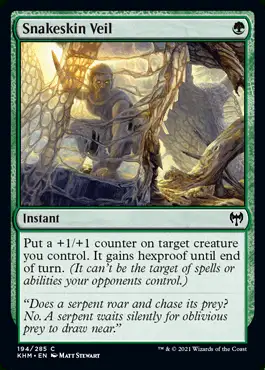 Snakeskin Veil
Instant
Put a +1/+1 counter on target creature
you control. It gains hexproof until end
of turn. (It can't be the target of spells or
abilities your opponents control.)
"Does a serpent roar and chase its prey?
No. A serpent waits silently for oblivious
prey to draw near."
194/285 C
KHM • EN MATT STEWART
™ & © 2021 Wizards of the Coast